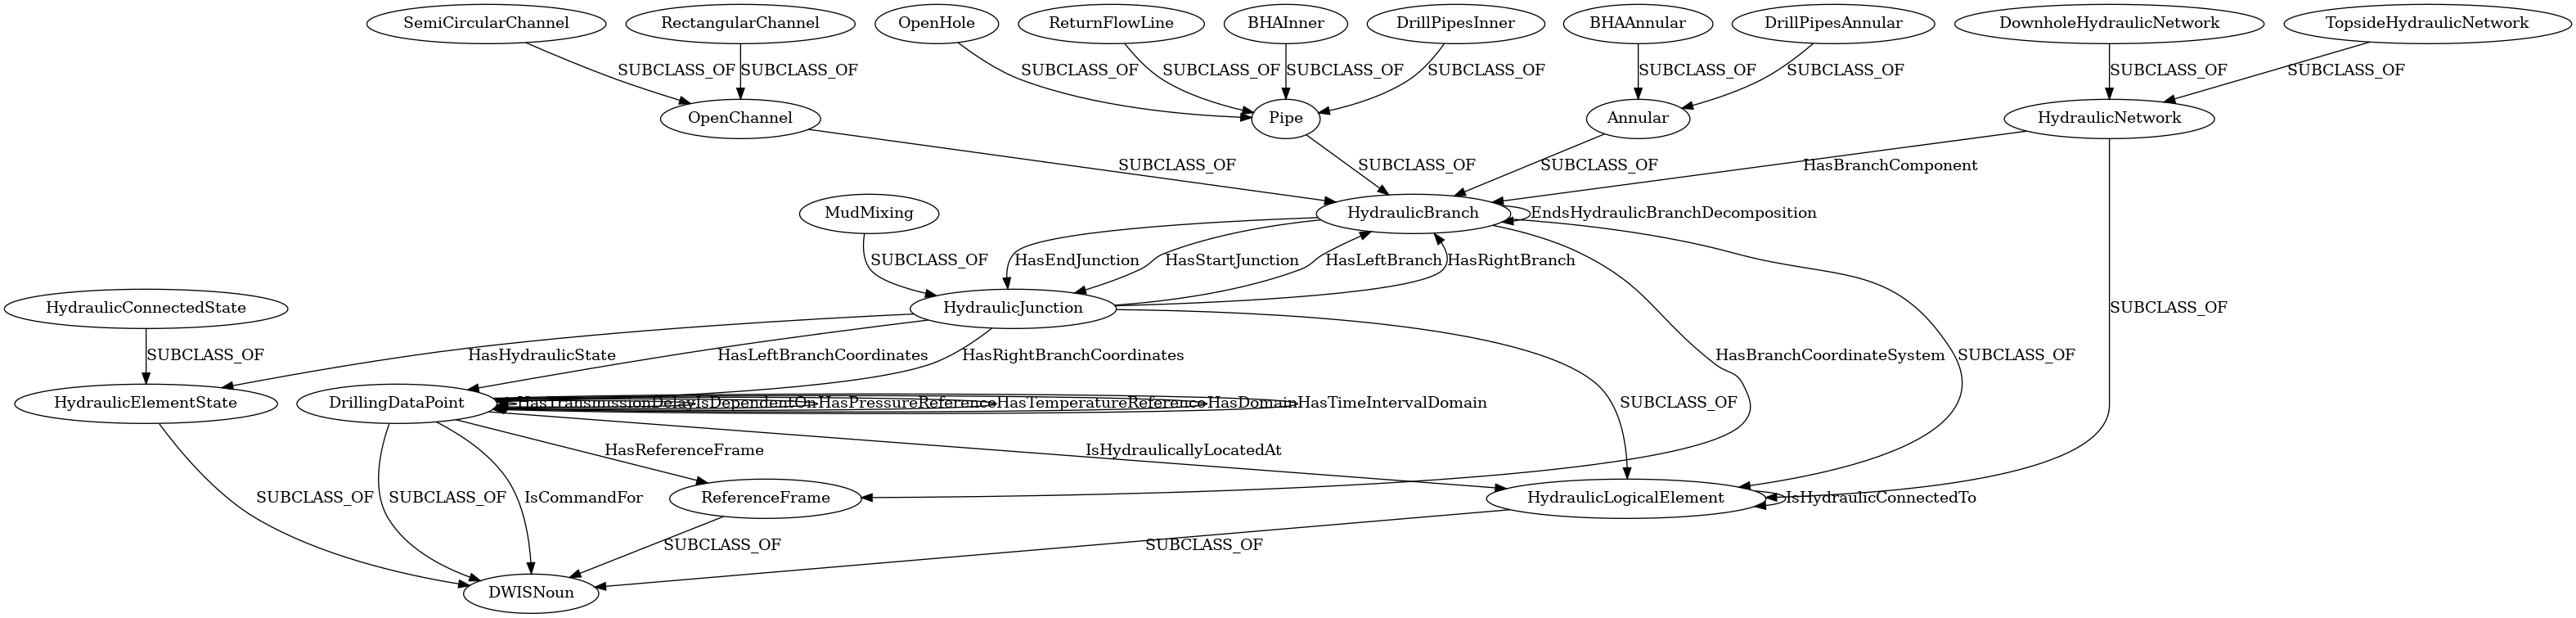 SemiCircularChannel
RectangularChannel
OpenHole
ReturnFlowLine
BHAInner
DrillPipesInner
BHAAnnular
DrillPipesAnnular
DownholeHydraulicNetwork
TopsideHydraulicNetwork
SUBCLASS_OF
SUBCLASS_OF
SUBCLASS_OF
SUBCLASS_OF
SUBCLASS_OF
SUBCLASS_OF
SUBCLASS_OF
SUBCLASS_OF
SUBCLASS_OF
SUBCLASS_OF
OpenChannel
Pipe
Annular
HydraulicNetwork
SUBCLASS_OF
SUBCLASS_OF
SUBCLASS_OF
HasBranchComponent
MudMixing
HydraulicBranch
EndsHydraulicBranchDecomposition
SUBCLASS_OF
HasEndJunction
HasStartJunction
HasLeftBranch
HasRightBranch
HydraulicConnectedState
HydraulicJunction
SUBCLASS_OF
SUBCLASS_OF
HasHydraulicState
HasLeftBranchCoordinates
HasRightBranchCoordinates
HasBranchCoordinateSystem
SUBCLASS_OF
HydraulicElementState
DrillingDataPoint
HasTransmissionDelay
IsDependentOn
HasPressureReference
HasTemperatureReference
HasDomain
HasTimeIntervalDomain
SUBCLASS_OF
HasReferenceFrame
IsHydraulicallyLocatedAt
SUBCLASS_OF
SUBCLASS_OF
IsCommandFor
ReferenceFrame
HydraulicLogicalElement
IsHydraulicConnectedTo
SUBCLASS_OF
SUBCLASS_OF
DWISNoun